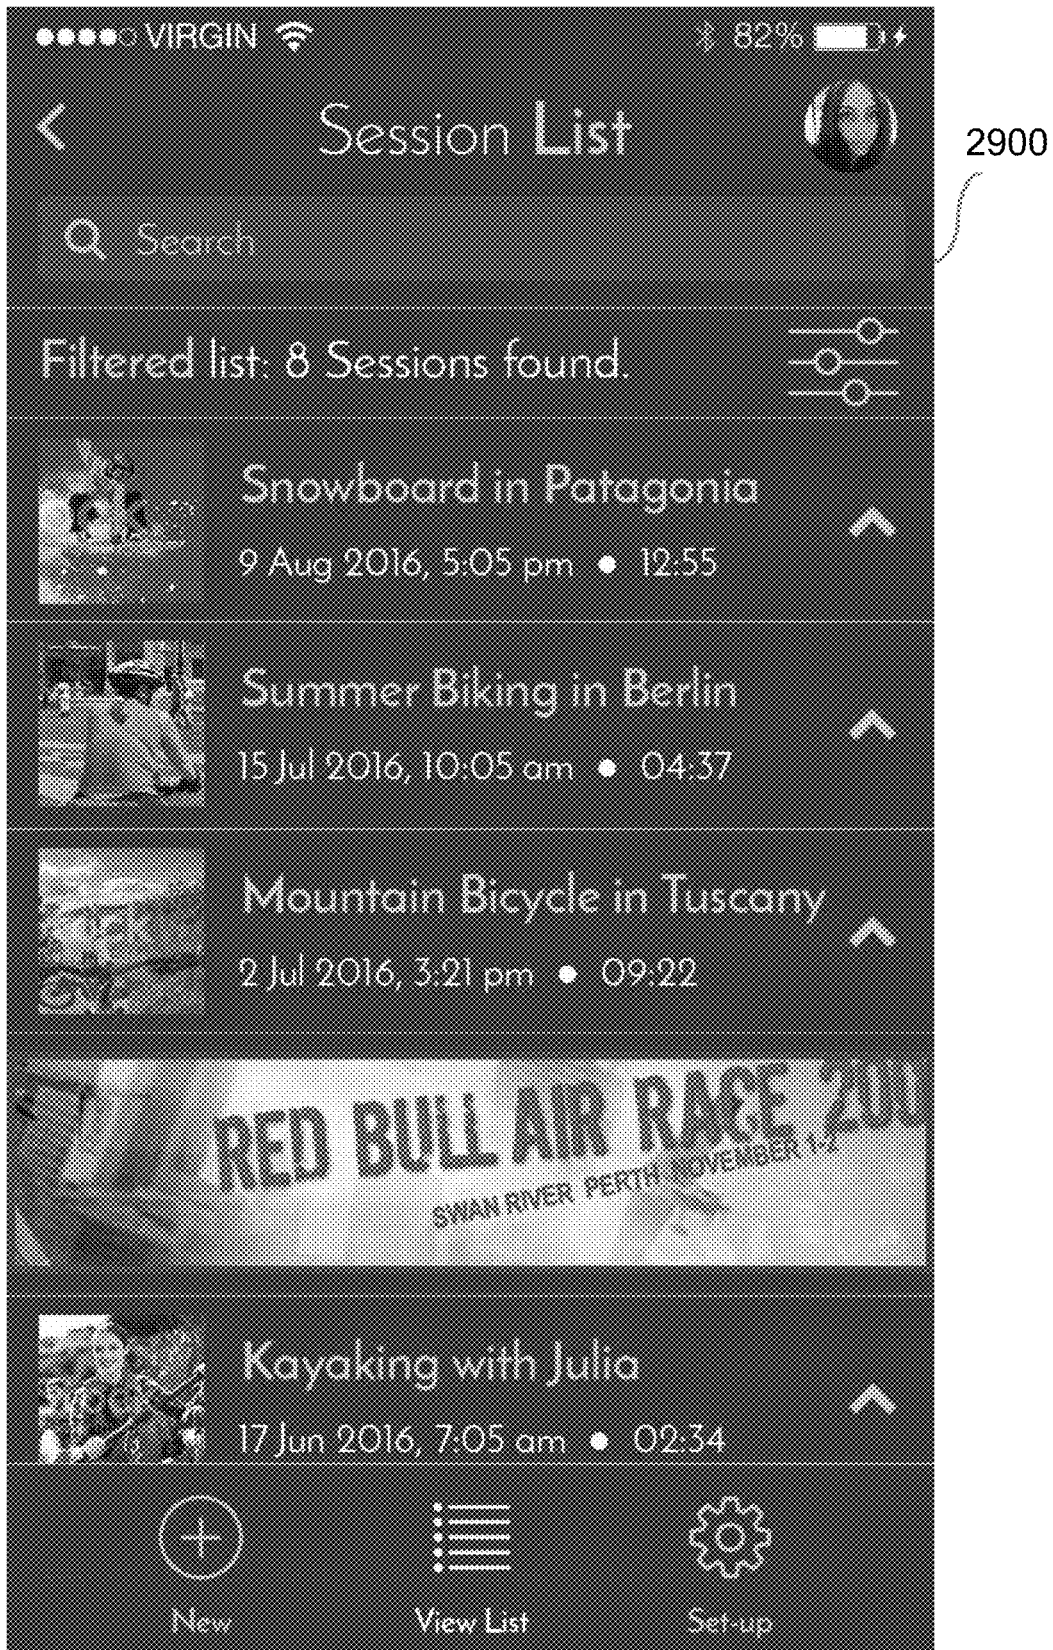 VIRGIN 82%
Session List
2900
Search
Filtered list: 8 Sessions found.
Snowboard in Patagonia
9 Aug 2016, 5:05 pm ● 12:55
Summer Biking in Berlin
15 Jul 2016, 10:05 am ● 04:37
Mountain Bicycle in Tuscany
2 Jul 2016, 3:21 pm ● 09:22
RED BULL AIR RACE 200
SWAN RIVER PERTH NOVEMBER 1-2
Kayaking with Julia
17 Jun 2016, 7:05 am ● 02:34
New View List Set-up